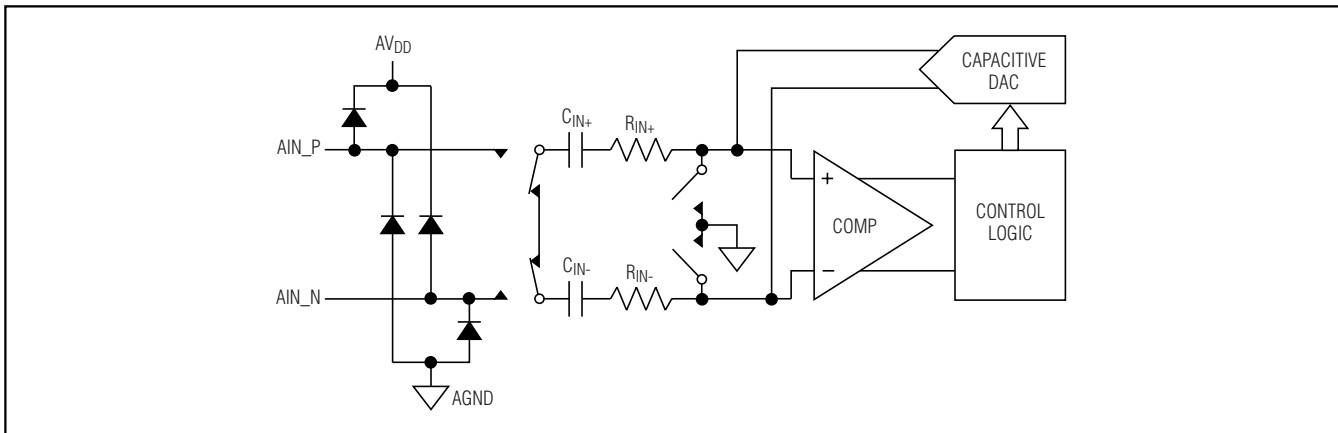 AVDD
CAPACITIVE
DAC
CIN+
RIN+
AIN_P
+
COMP
CONTROL
LOGIC
CIN-
RIN-
−
AIN_N
AGND